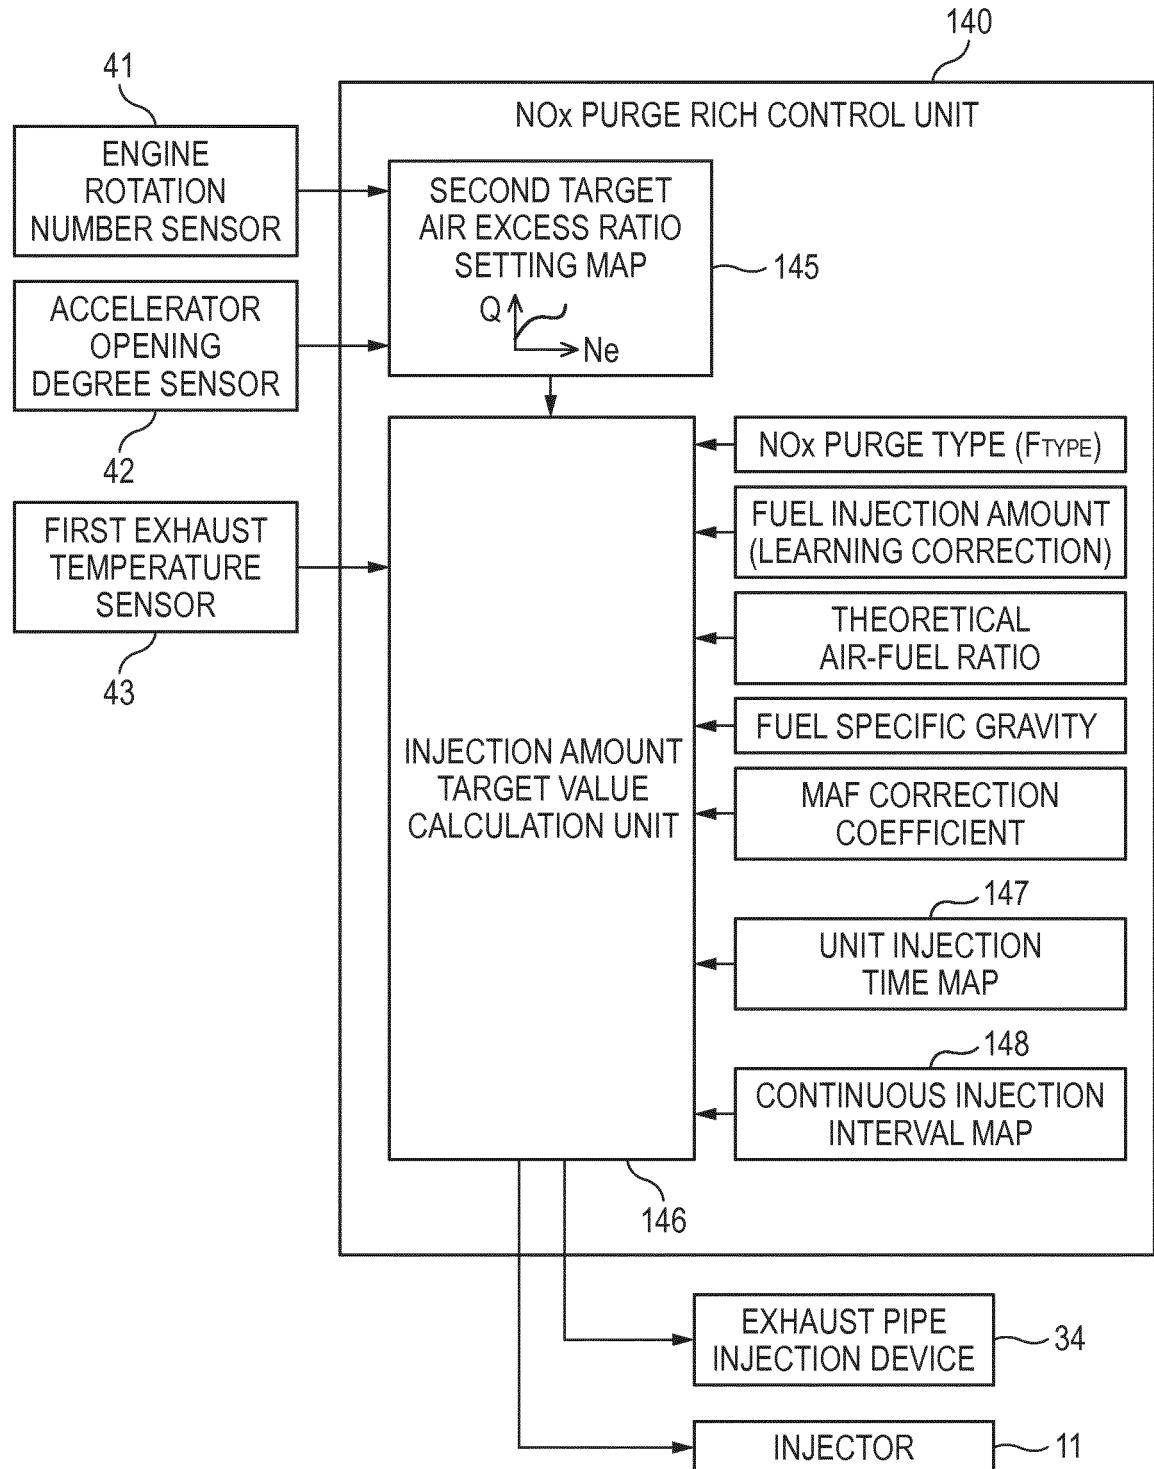 140
41
NOx PURGE RICH CONTROL UNIT
ENGINE
ROTATION
NUMBER SENSOR
SECOND TARGET
AIR EXCESS RATIO
SETTING MAP
Q
Ne
145
ACCELERATOR
OPENING
DEGREE SENSOR
42
FIRST EXHAUST
TEMPERATURE
SENSOR
43
INJECTION AMOUNT
TARGET VALUE
CALCULATION UNIT
146
NOx PURGE TYPE (FTYPE)
FUEL INJECTION AMOUNT
(LEARNING CORRECTION)
THEORETICAL
AIR-FUEL RATIO
FUEL SPECIFIC GRAVITY
MAF CORRECTION
COEFFICIENT
147
UNIT INJECTION
TIME MAP
148
CONTINUOUS INJECTION
INTERVAL MAP
EXHAUST PIPE
INJECTION DEVICE
34
INJECTOR
11